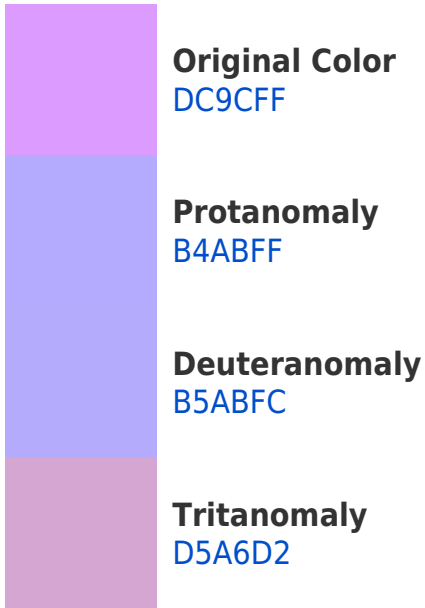 Original Color
DC9CFF
Protanomaly
B4ABFF
Deuteranomaly
B5ABFC
Tritanomaly
D5A6D2